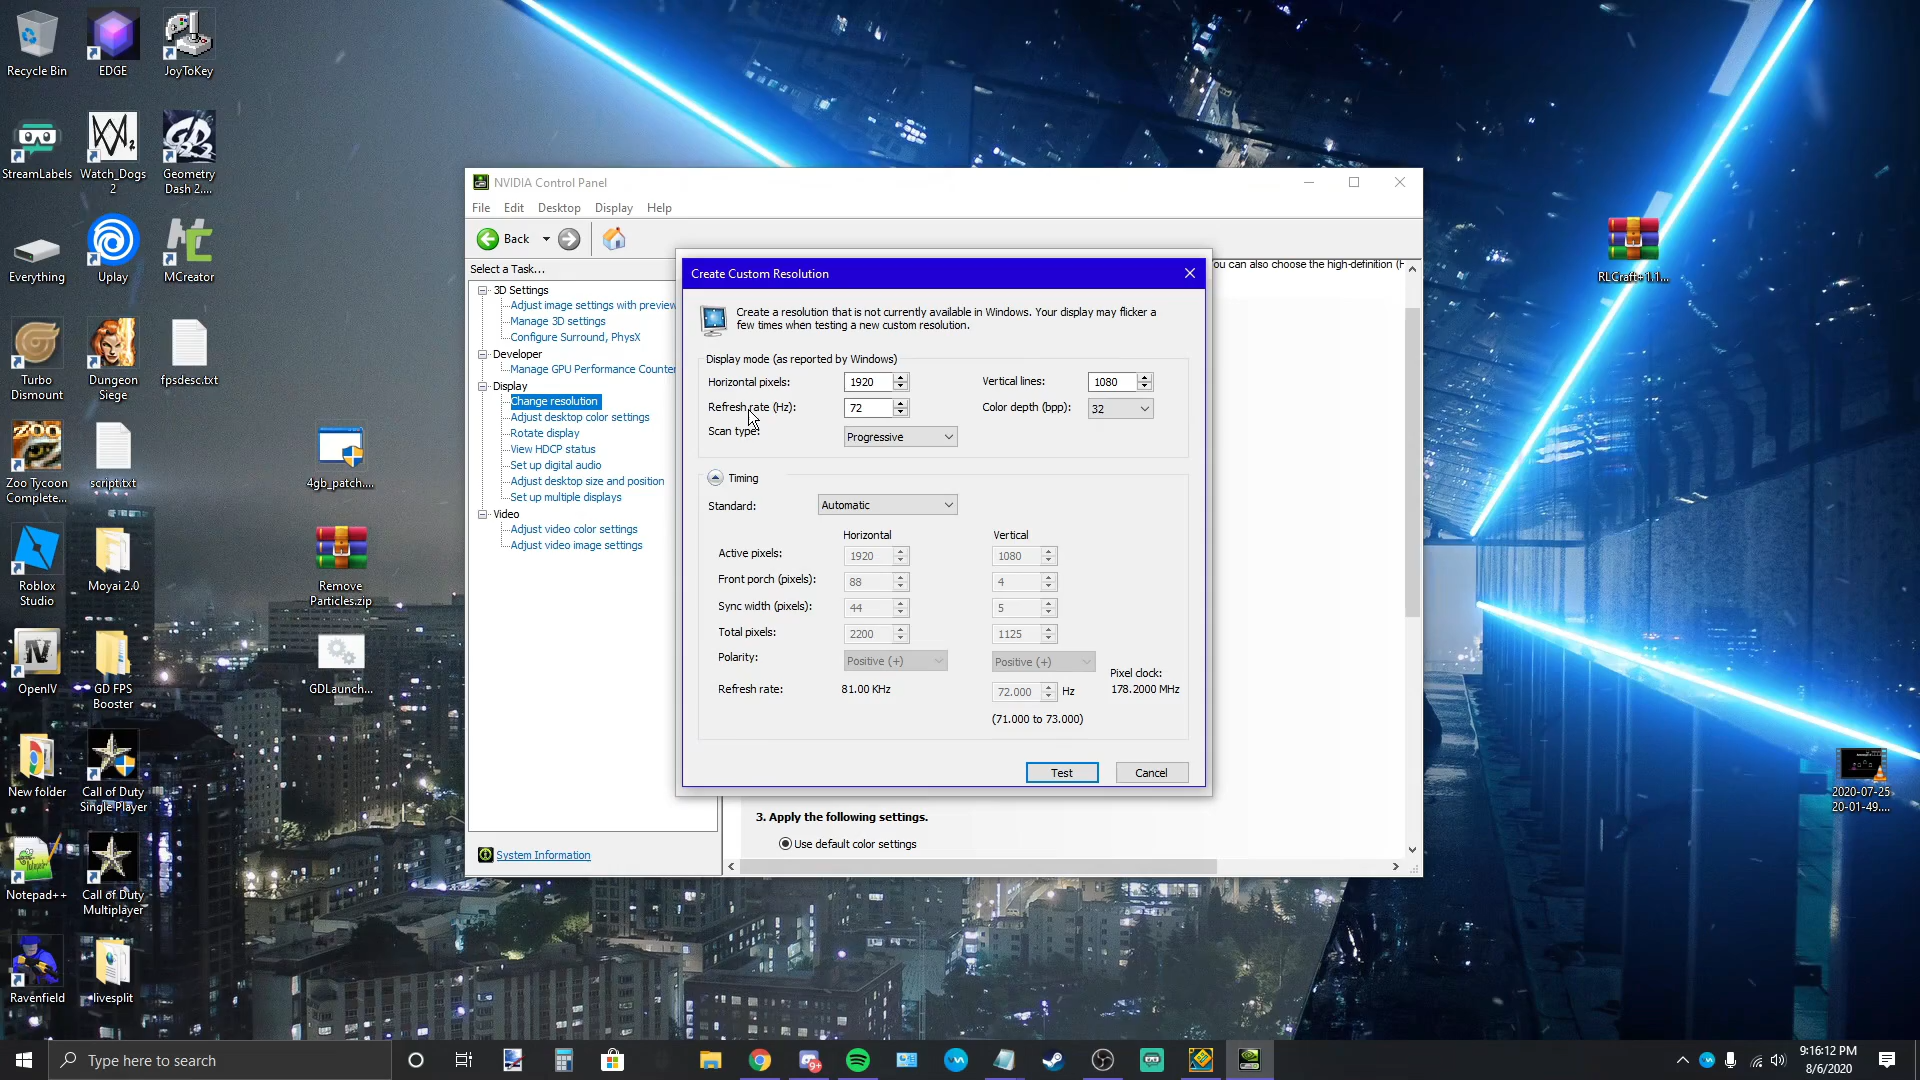 Recycle Bin
EDGE
JoyToKey
StreamLabels
Watch_Dogs
2
Geometry
Dash 2....
Everything
Uplay
MCreator
Turbo
Dismount
Dungeon
Siege
fpsdesc.txt
Zoo Tycoon
Complete...
script.txt
4gb_patch....
Roblox
Studio
Moyai 2.0
Remove
Particles.zip
OpenIV
GD FPS
Booster
GDLaunch...
New folder
Call of Duty
Single Player
Notepad++
Call of Duty
Multiplayer
Ravenfield
livesplit
RLCraft+1.1...
2020-07-25
20-01-49....
NVIDIA Control Panel
File Edit Desktop Display Help
Back
Select a Task...
3D Settings
Adjust image settings with preview
Manage 3D settings
Configure Surround, PhysX
Developer
Manage GPU Performance Counter
Display
Change resolution
Adjust desktop color settings
Rotate display
View HDCP status
Set up digital audio
Adjust desktop size and position
Set up multiple displays
Video
Adjust video color settings
Adjust video image settings
System Information
ou can also choose the high-definition (H
Create Custom Resolution
Create a resolution that is not currently available in Windows. Your display may flicker a
few times when testing a new custom resolution.
Display mode (as reported by Windows)
Horizontal pixels: 1920 Vertical lines: 1080
Refresh rate (Hz): 72 Color depth (bpp): 32
Scan type: Progressive
Timing
Standard: Automatic
Horizontal Vertical
Active pixels: 1920 1080
Front porch (pixels): 88 4
Sync width (pixels): 44 5
Total pixels: 2200 1125
Polarity: Positive (+) Positive (+)
Pixel clock:
Refresh rate: 81.00 KHz 72.000 Hz 178.2000 MHz
(71.000 to 73.000)
Test Cancel
3. Apply the following settings.
Use default color settings
Type here to search
9+
9:16:12 PM
8/6/2020